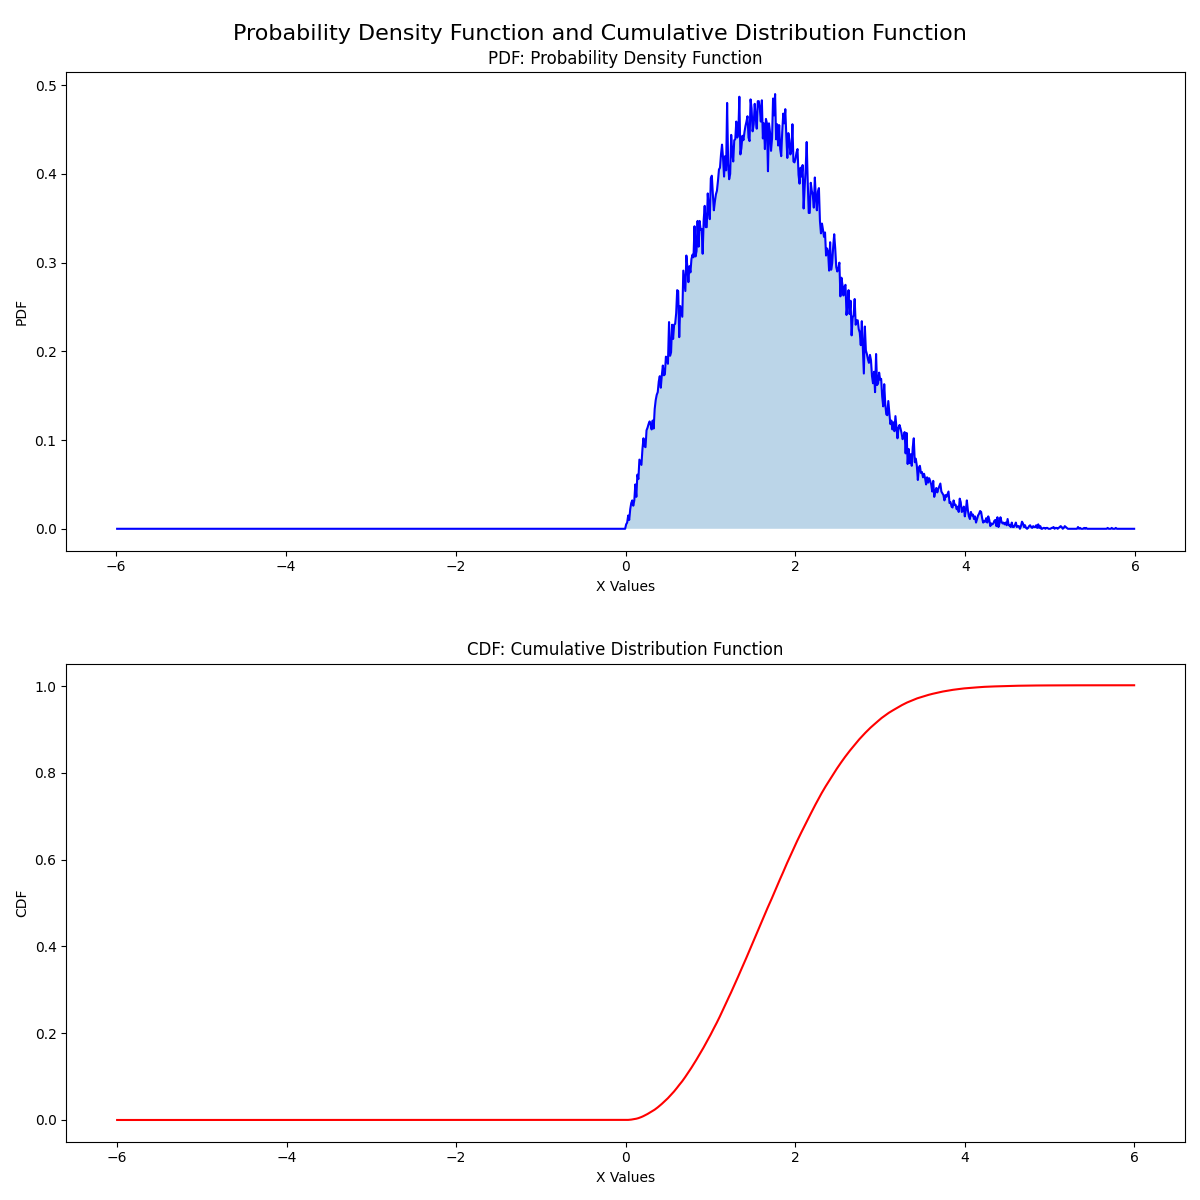 Probability Density Function and Cumulative Distribution Function
PDF: Probability Density Function
0.5
0.4
0.3
0.2
0.1
0.0
PDF
−6 −4 −2 0 2 4 6
X Values
CDF: Cumulative Distribution Function
1.0
0.8
0.6
0.4
0.2
0.0
CDF
−6 −4 −2 0 2 4 6
X Values